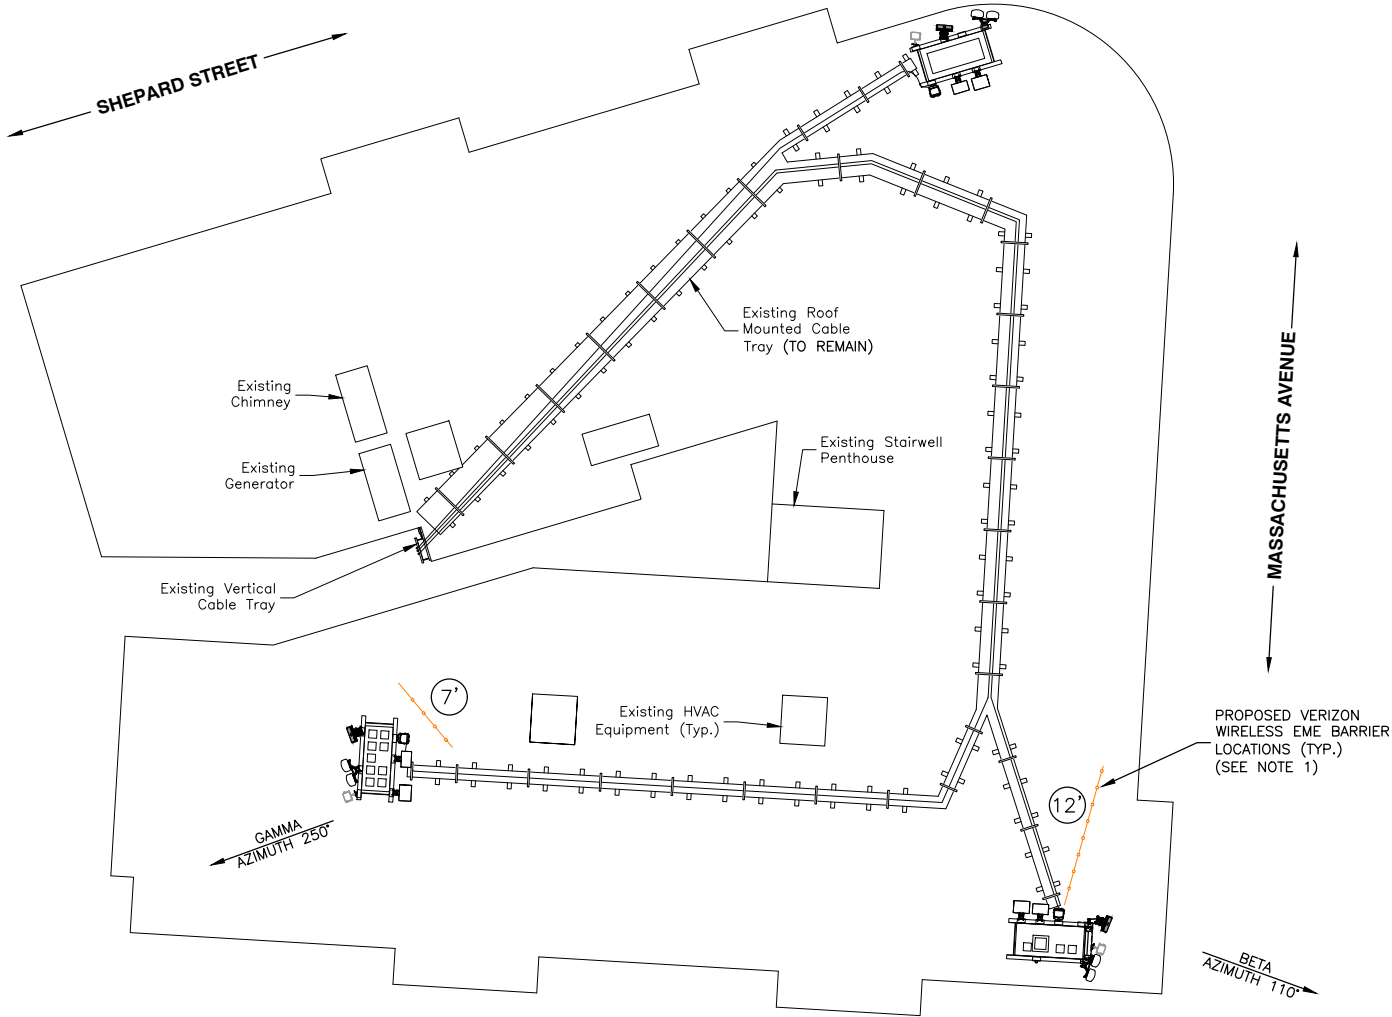 SHEPARD STREET
Existing Roof
Mounted Cable
Tray (TO REMAIN)
MASSACHUSETTS AVENUE
Existing
Chimney
Existing
Generator
Existing Stairwell
Penthouse
Existing Vertical
Cable Tray
7'
Existing HVAC
Equipment (Typ.)
PROPOSED VERIZON
WIRELESS EME BARRIER
LOCATIONS (TYP.)
(SEE NOTE 1)
12'
GAMMA
AZIMUTH 250°
BETA
AZIMUTH 110°